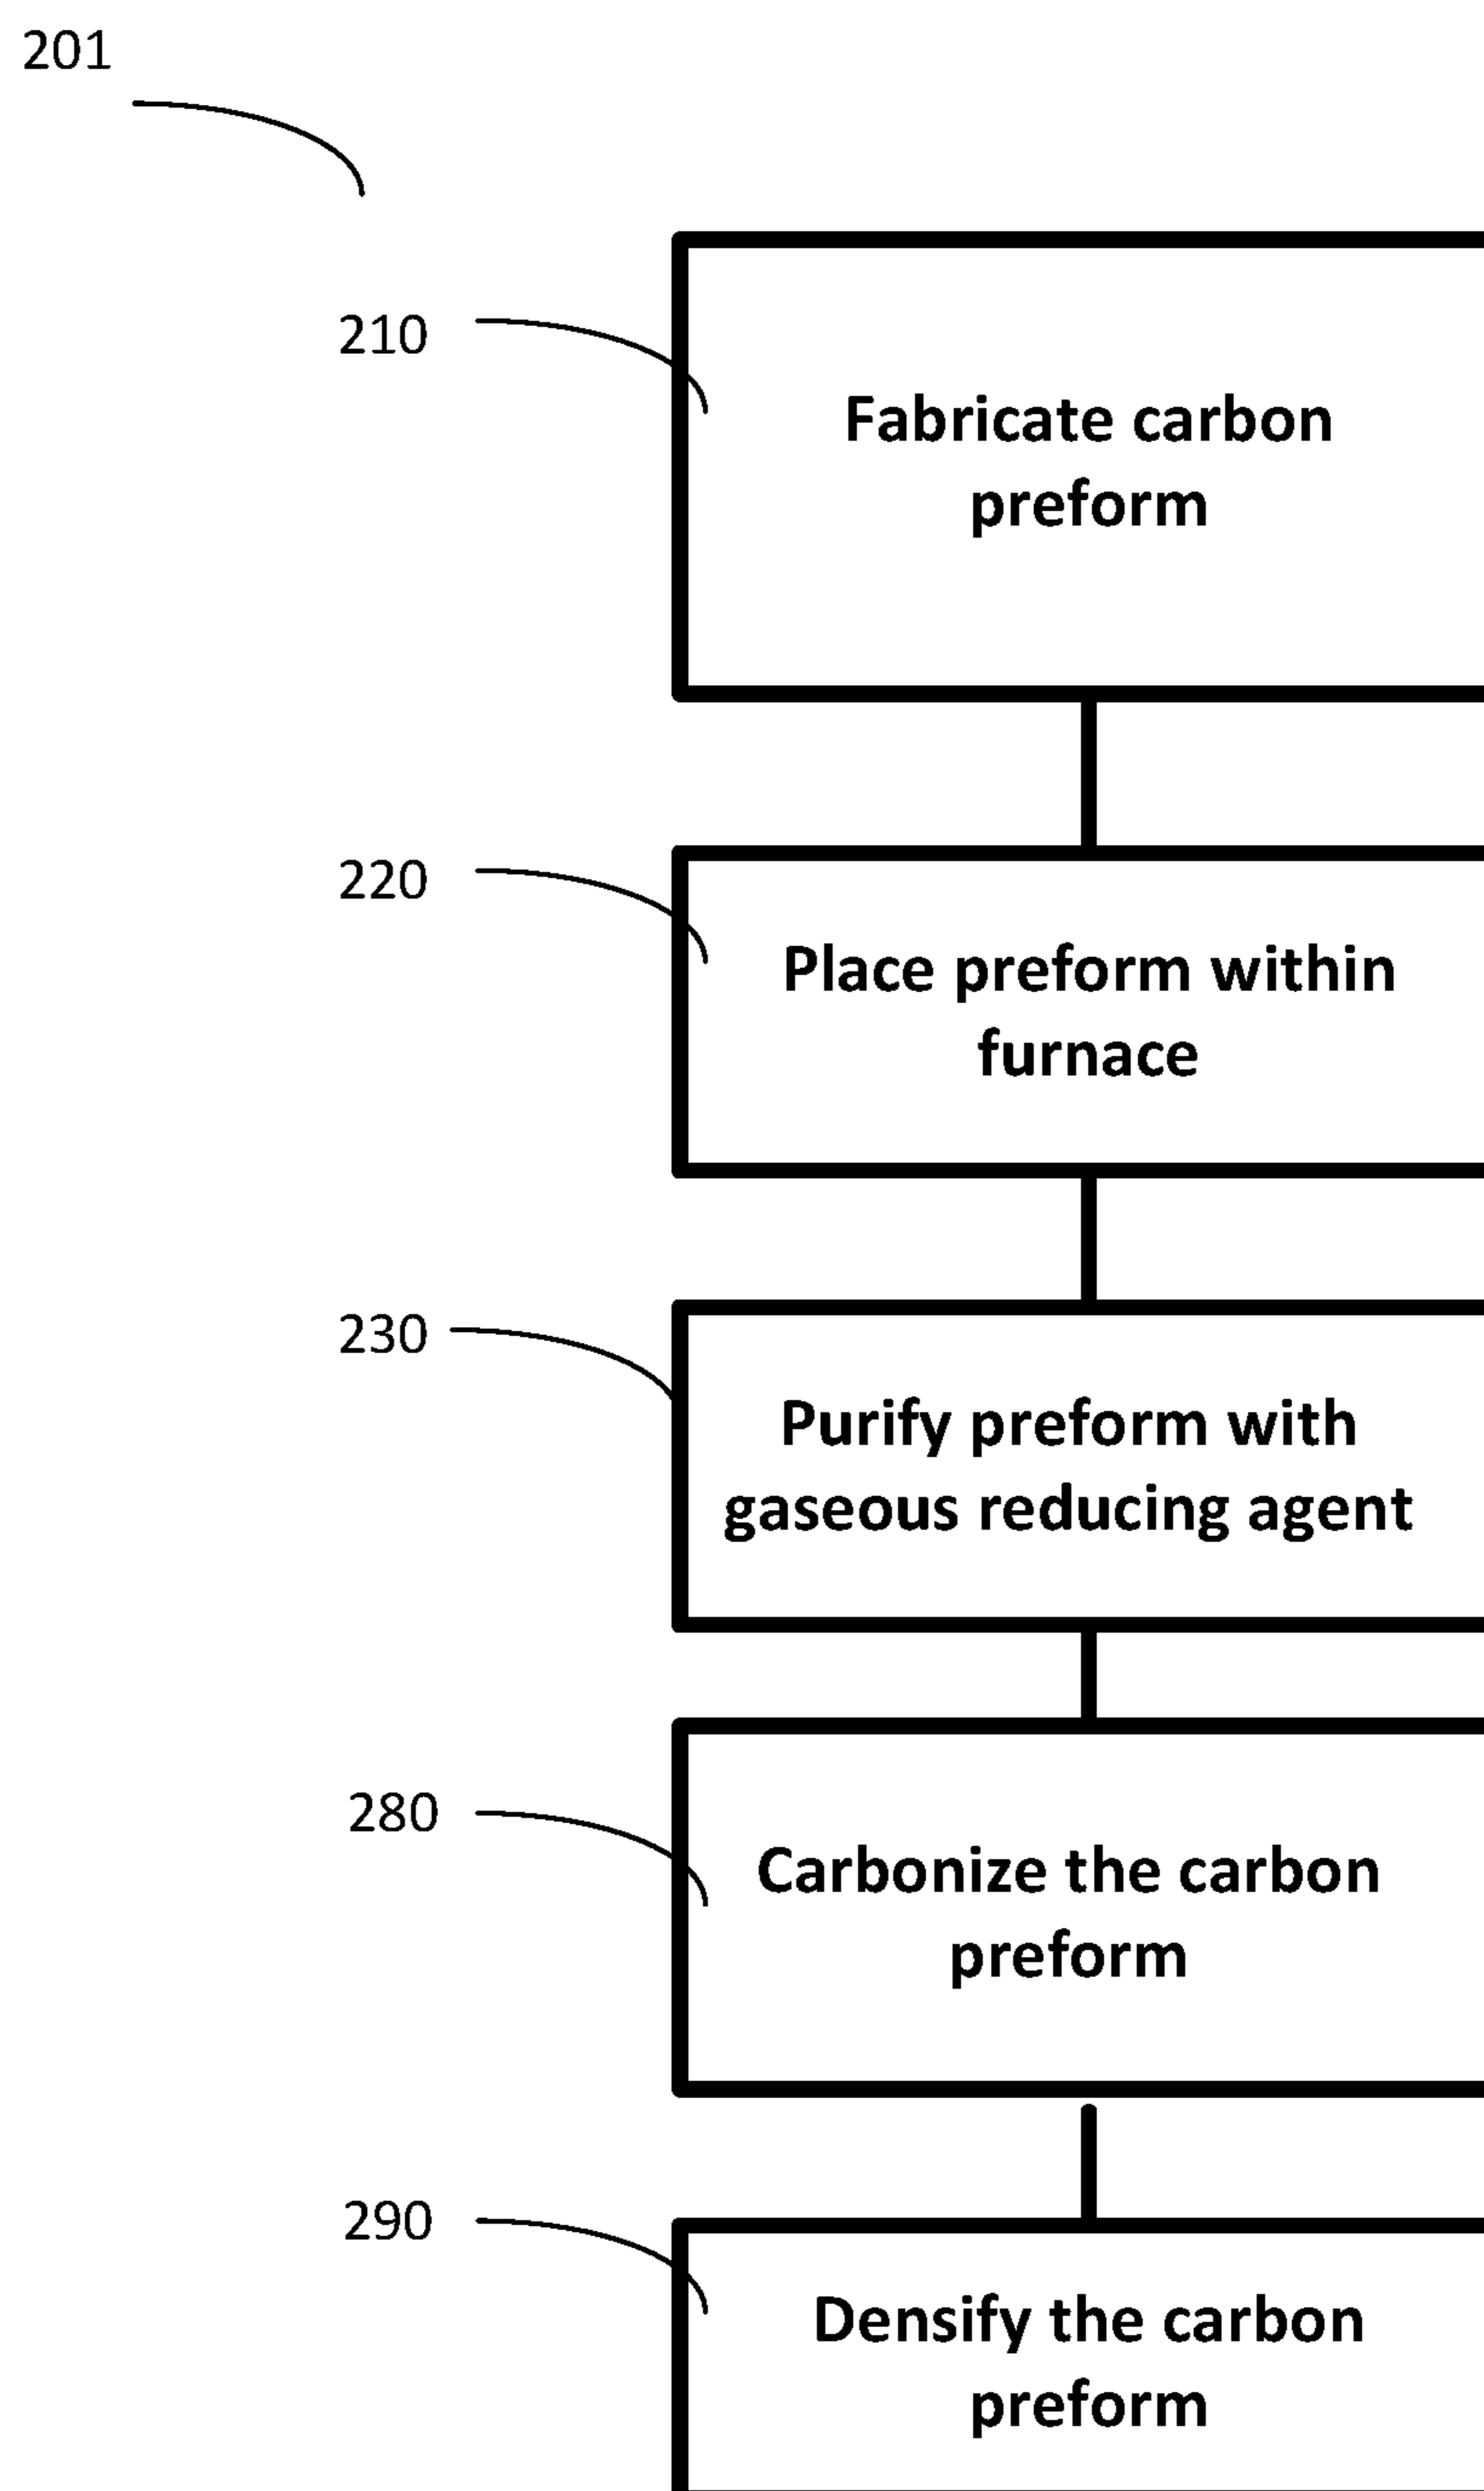 201
210
Fabricate carbon
preform
220
Place preform within
furnace
230
Purify preform with
gaseous reducing agent
280
Carbonize the carbon
preform
290
Densify the carbon
preform